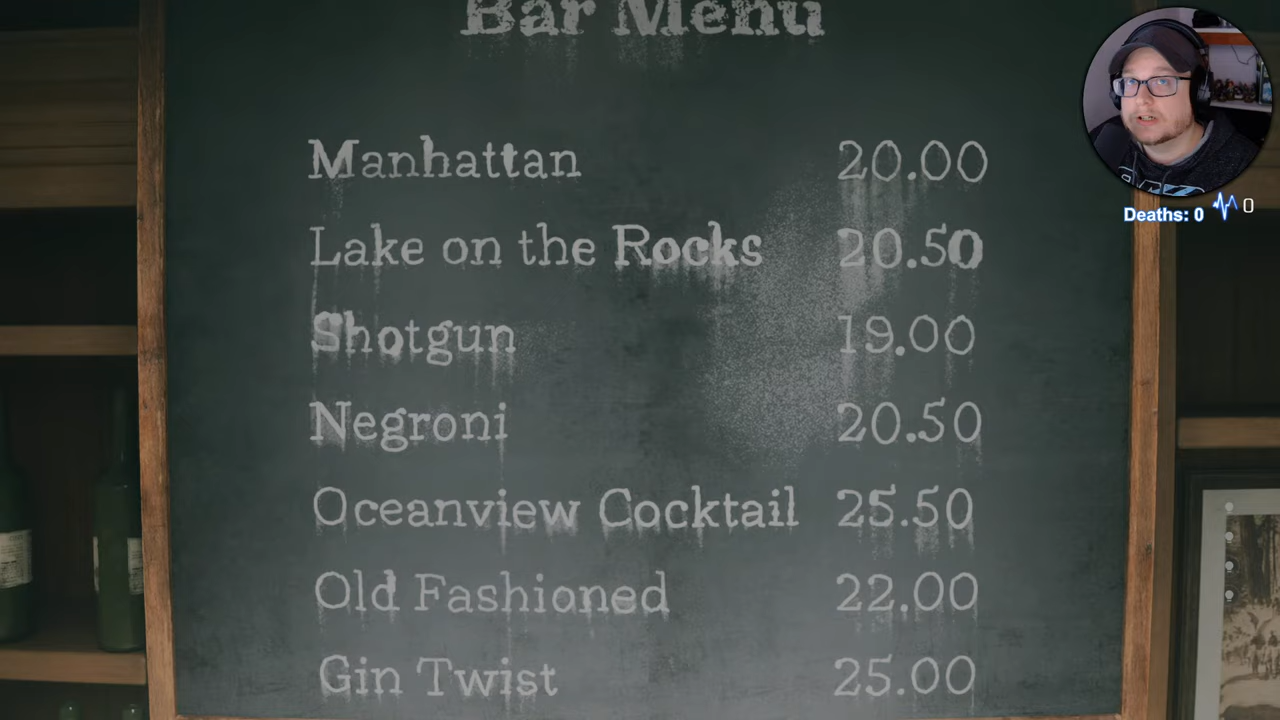 Bar Menu
Manhattan 20.00
Lake on the Rocks 20.50
Shotgun 19.00
Negroni 20.50
Oceanview Cocktail 25.50
Old Fashioned 22.00
Gin Twist 25.00
Deaths: 0 0